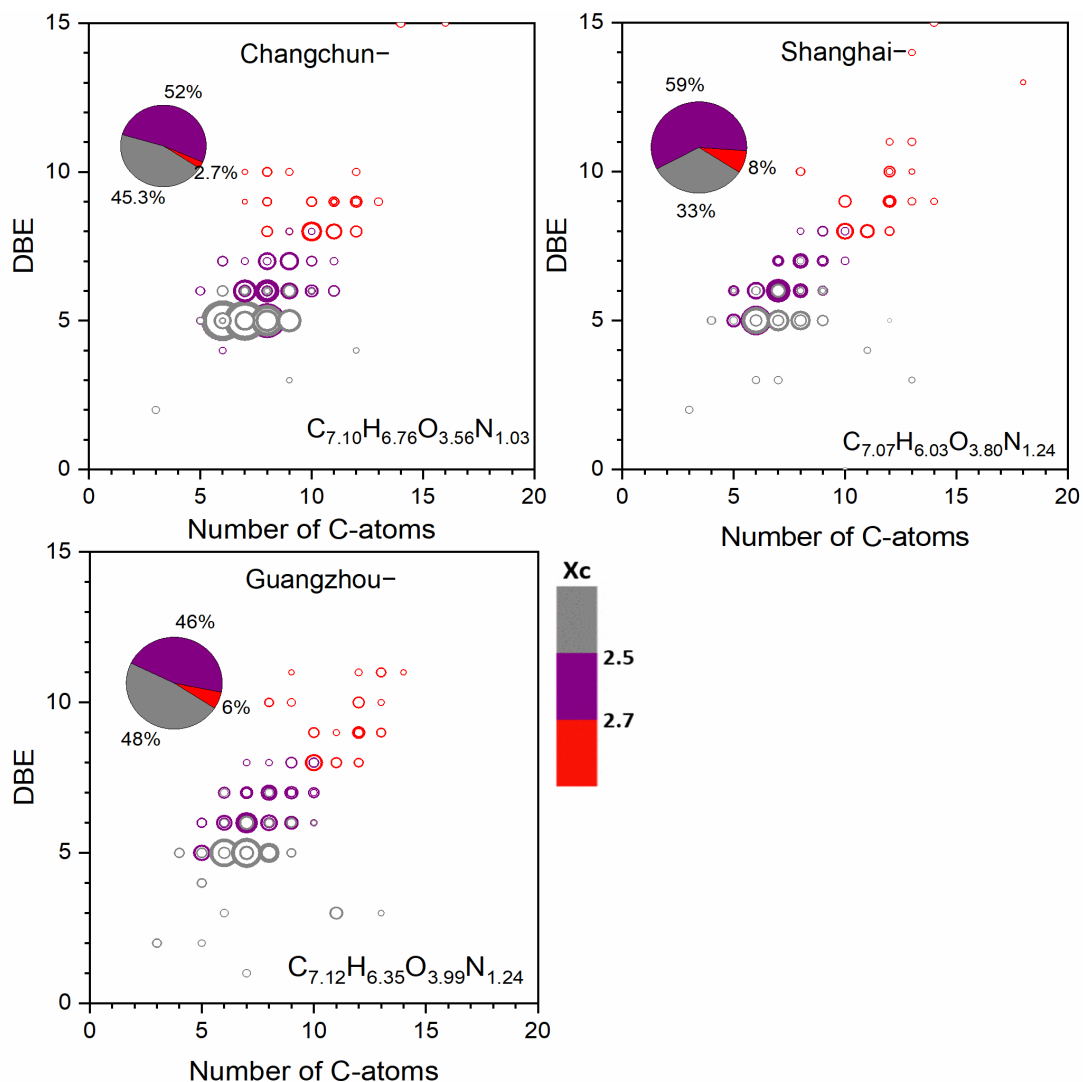 Changchun−
52%
2.7%
45.3%
C7.10H6.76O3.56N1.03
DBE
15
10
5
0
0 5 10 15 20
Number of C-atoms
Shanghai−
59%
8%
33%
C7.07H6.03O3.80N1.24
DBE
15
10
5
0
0 5 10 15 20
Number of C-atoms
Guangzhou−
46%
6%
48%
C7.12H6.35O3.99N1.24
DBE
15
10
5
0
0 5 10 15 20
Number of C-atoms
Xc
2.5
2.7